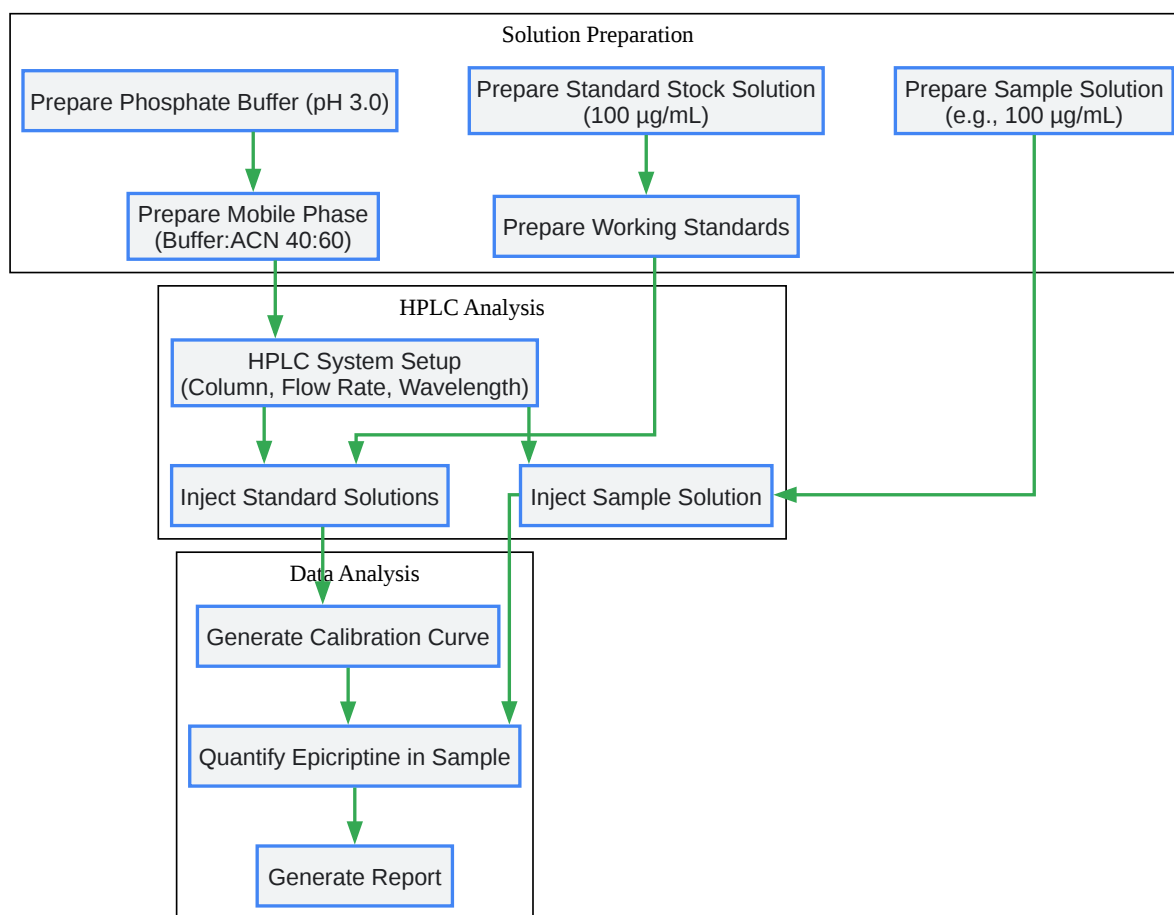 Solution Preparation
Prepare Phosphate Buffer (pH 3.0)
Prepare Standard Stock Solution
(100 µg/mL)
Prepare Sample Solution
(e.g., 100 µg/mL)
Prepare Mobile Phase
(Buffer:ACN 40:60)
Prepare Working Standards
HPLC Analysis
HPLC System Setup
(Column, Flow Rate, Wavelength)
Inject Standard Solutions
Inject Sample Solution
Data Analysis
Generate Calibration Curve
Quantify Epicriptine in Sample
Generate Report